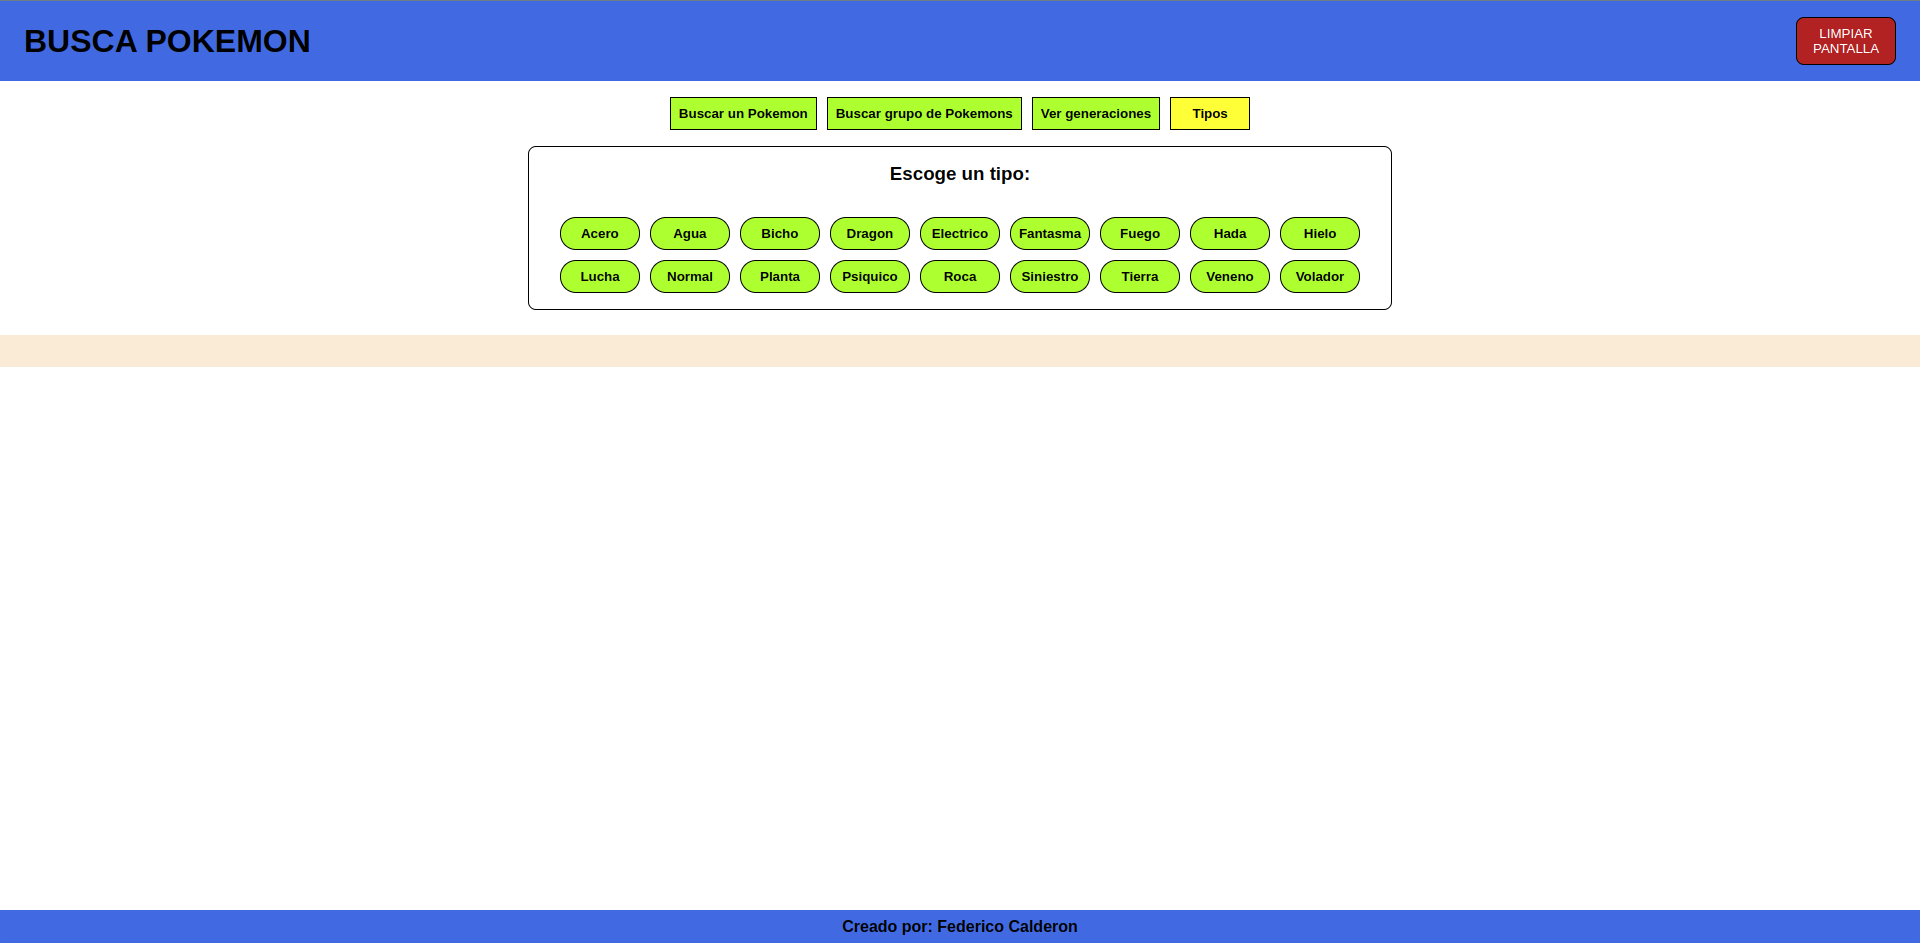 BUSCA POKEMON
LIMPIAR
PANTALLA
Buscar un Pokemon Buscar grupo de Pokemons Ver generaciones Tipos
Escoge un tipo:
Acero Agua Bicho Dragon Electrico Fantasma Fuego Hada Hielo
Lucha Normal Planta Psiquico Roca Siniestro Tierra Veneno Volador
Creado por: Federico Calderon